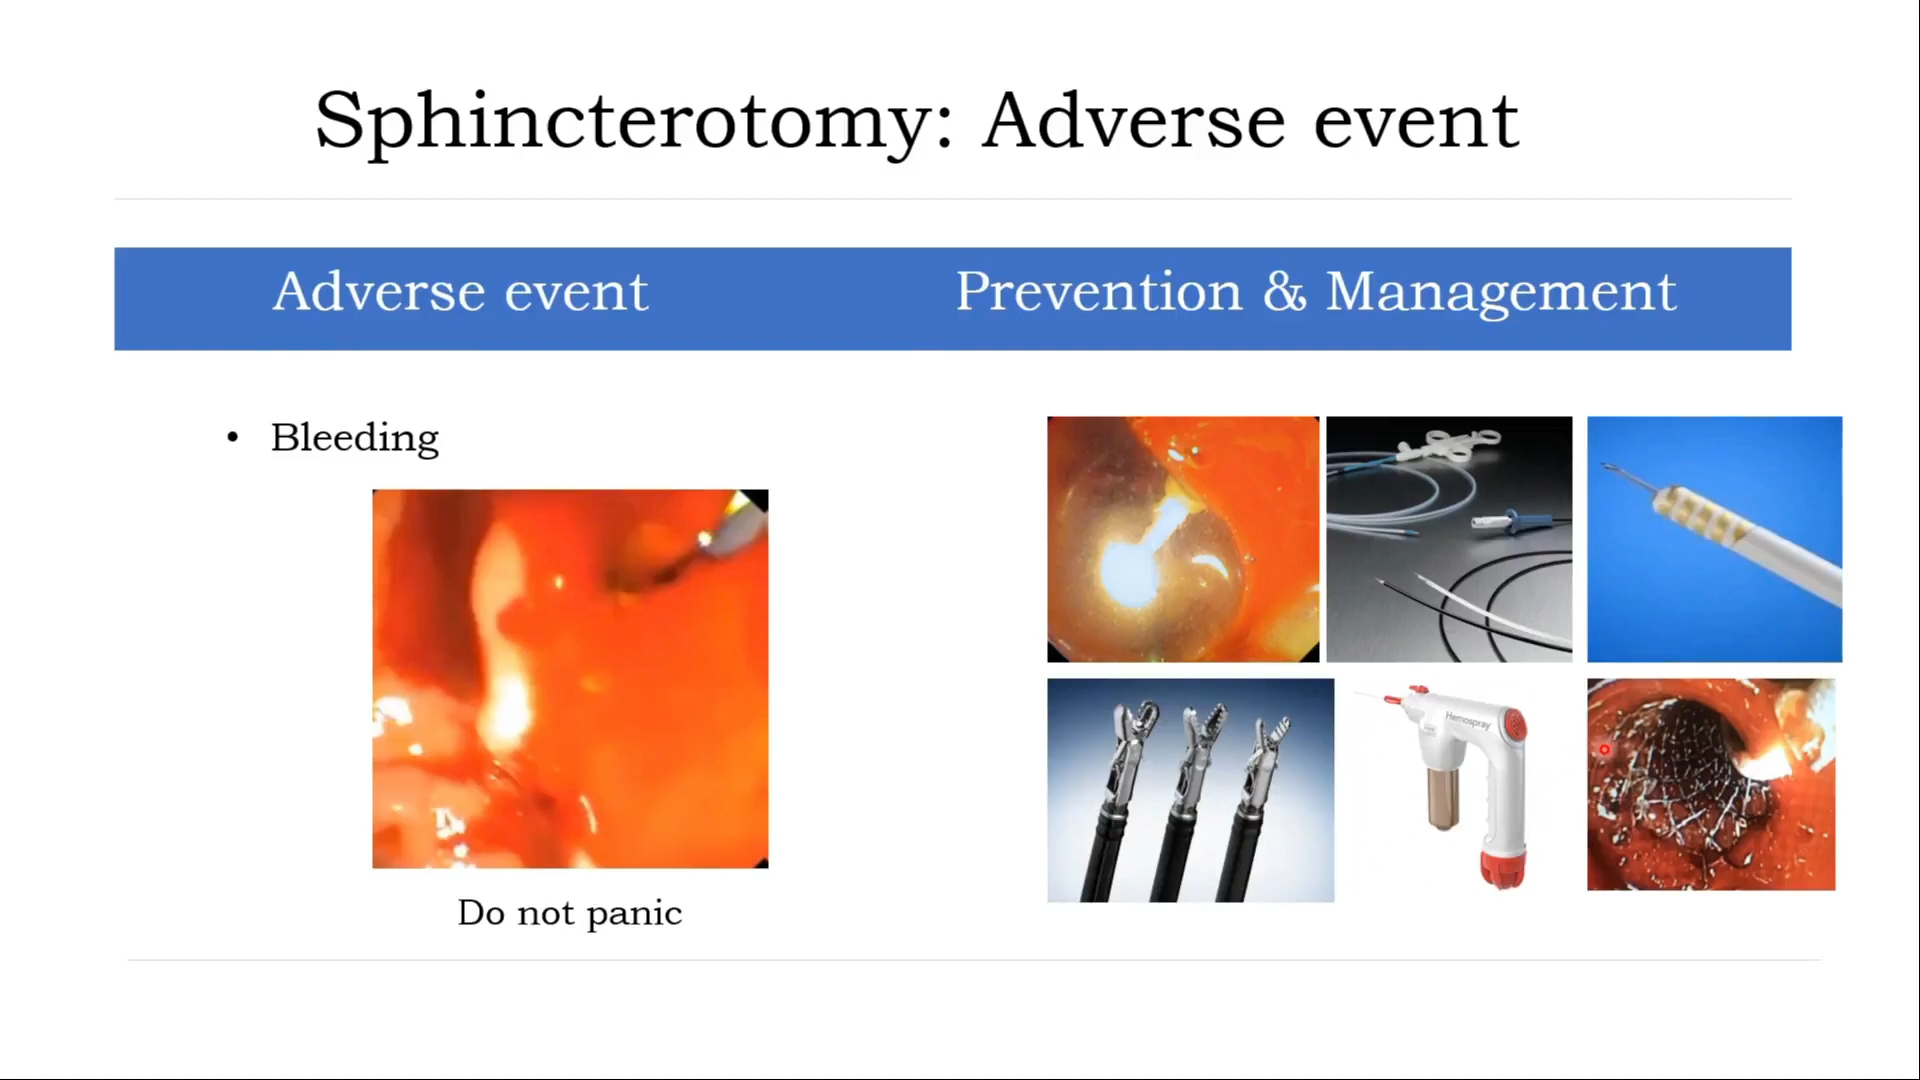 Sphincterotomy: Adverse event
Adverse event
Prevention & Management
• Bleeding
Hemospray
Do not panic